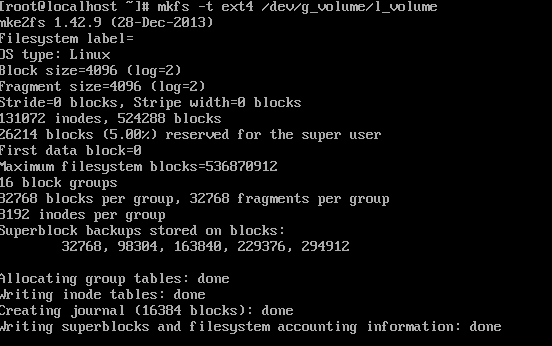 [root@localhost ~]# mkfs -t ext4 /dev/g_volume/l_volume
mke2fs 1.42.9 (28-Dec-2013)
Filesystem label=
OS type: Linux
Block size=4096 (log=2)
Fragment size=4096 (log=2)
Stride=0 blocks, Stripe width=0 blocks
131072 inodes, 524288 blocks
26214 blocks (5.00%) reserved for the super user
First data block=0
Maximum filesystem blocks=536870912
16 block groups
32768 blocks per group, 32768 fragments per group
8192 inodes per group
Superblock backups stored on blocks:
32768, 98304, 163840, 229376, 294912
Allocating group tables: done
Writing inode tables: done
Creating journal (16384 blocks): done
Writing superblocks and filesystem accounting information: done